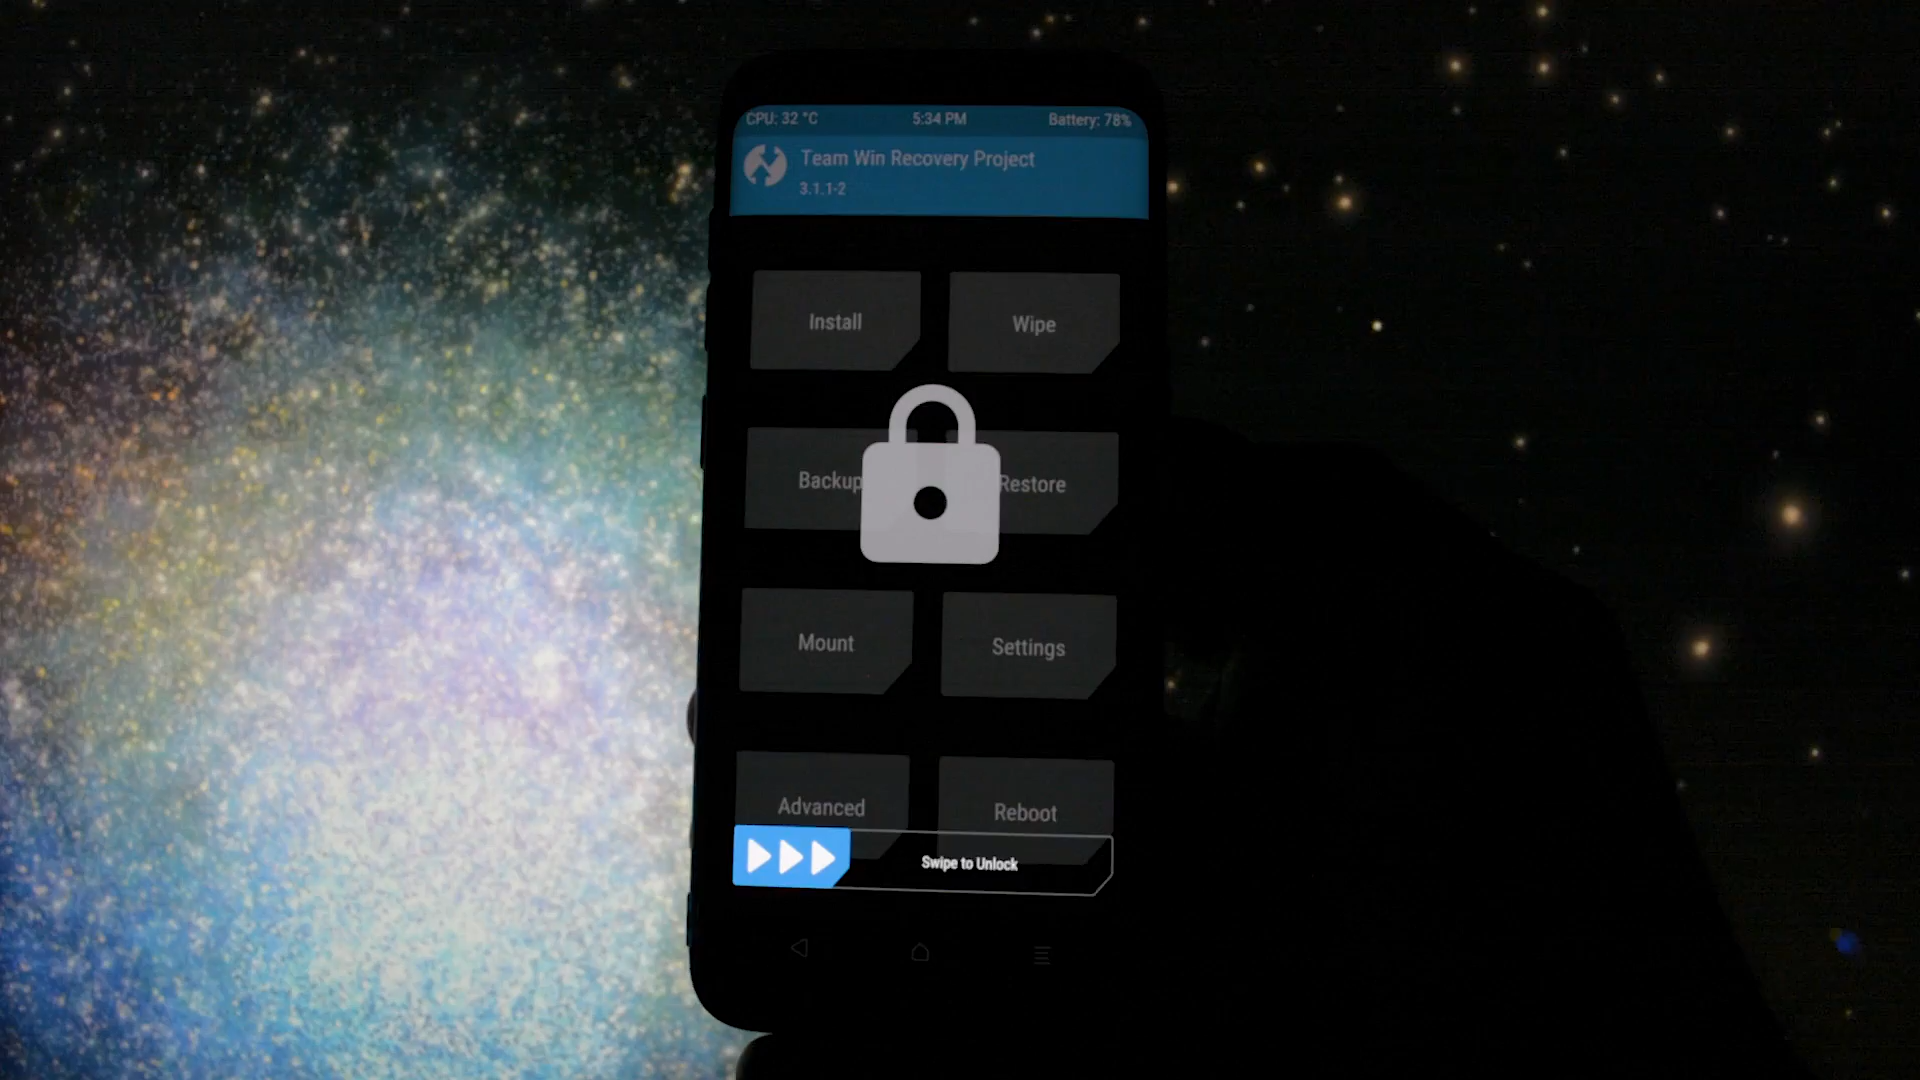 CPU: 32 °C 5:34 PM Battery: 78%
Team Win Recovery Project
3.1.1-2
Install Wipe
Backup Restore
Mount Settings
Advanced Reboot
Swipe to Unlock